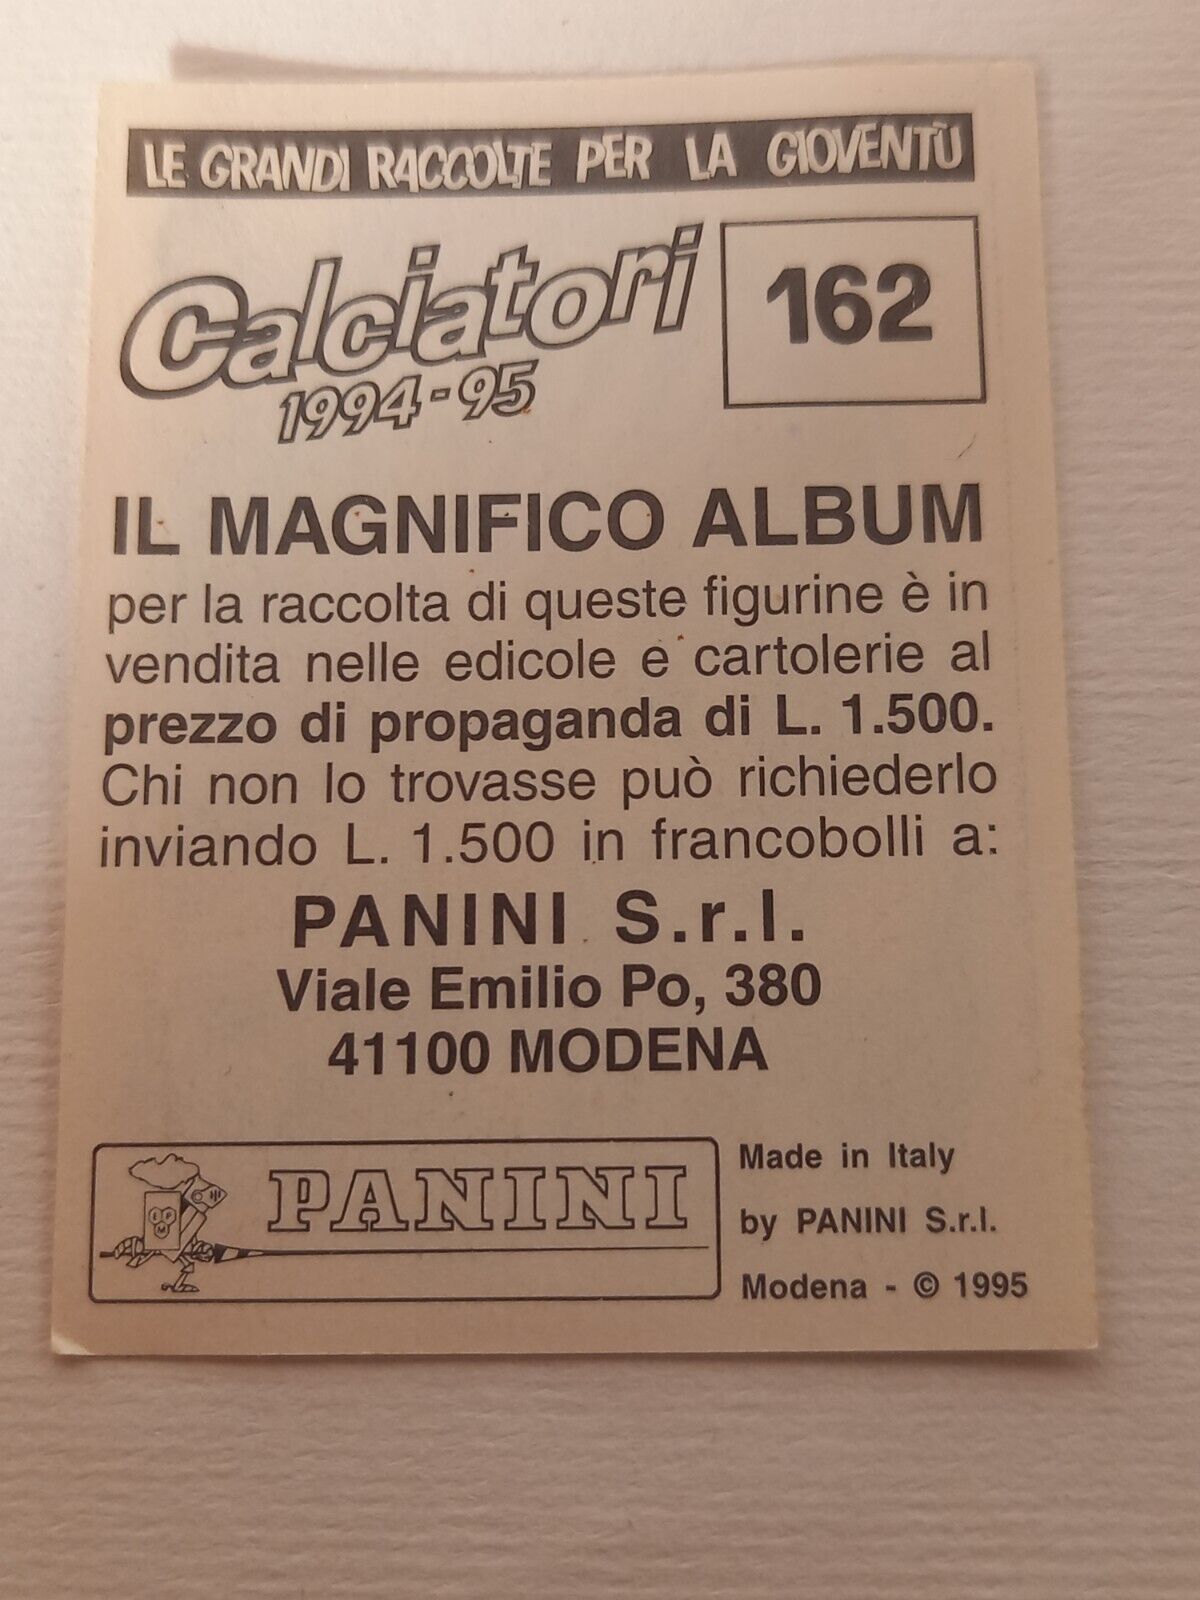 LE GRANDI RACCOLTE PER LA GIOVENTÙ
Calciatori
1994-95
162
IL MAGNIFICO ALBUM
per la raccolta di queste figurine è in
vendita nelle edicole e cartolerie al
prezzo di propaganda di L. 1.500.
Chi non lo trovasse può richiederlo
inviando L. 1.500 in francobolli a:
PANINI S.r.l.
Viale Emilio Po, 380
41100 MODENA
EPM
PANINI
Made in Italy
by PANINI S.r.l.
Modena - © 1995